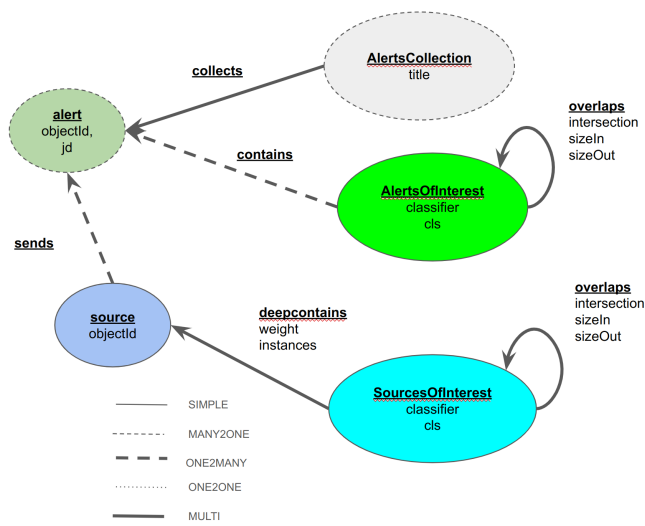 AlertsCollection
title
collects
alert
objectId,
jd
overlaps
intersection
sizeIn
sizeOut
contains
AlertsOfInterest
classifier
cls
sends
source
objectId
deepcontains
weight
instances
overlaps
intersection
sizeIn
sizeOut
SourcesOfInterest
classifier
cls
SIMPLE
MANY2ONE
ONE2MANY
ONE2ONE
MULTI